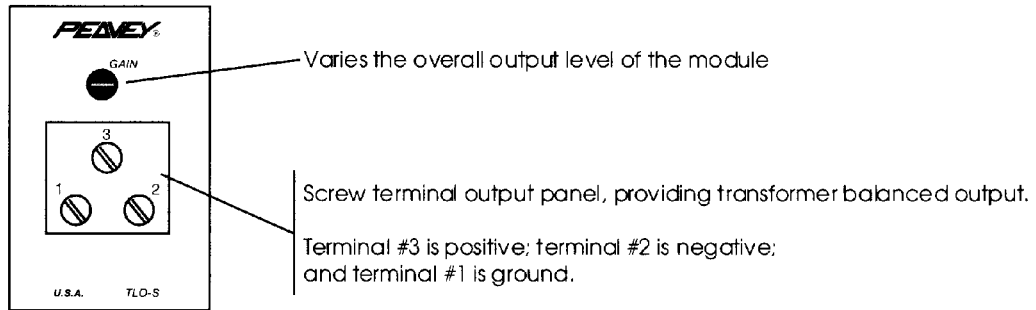 PEAVEY®
GAIN
Varies the overall output level of the module
3
1
2
Screw terminal output panel, providing transformer balanced output.
Terminal #3 is positive; terminal #2 is negative;
and terminal #1 is ground.
U.S.A. TLO-S